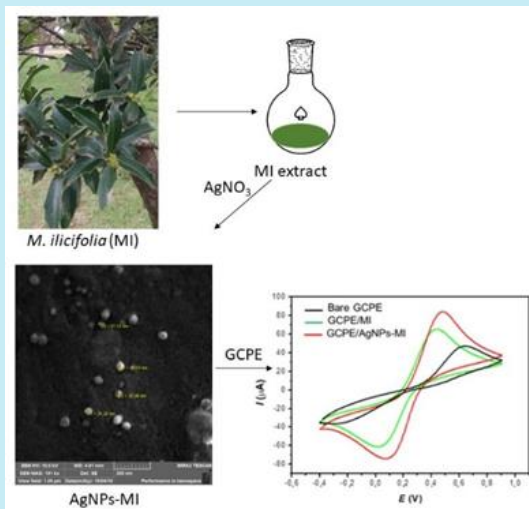 MI extract
AgNO3
M. ilicifolia (MI)
GCPE
AgNPs-MI
Bare GCPE
GCPE/MI
GCPE/AgNPs-MI
I (μA)
100
80
60
40
20
0
-20
-40
-60
-80
-0,4 -0,2 0,0 0,2 0,4 0,6 0,8 1,0
E (V)